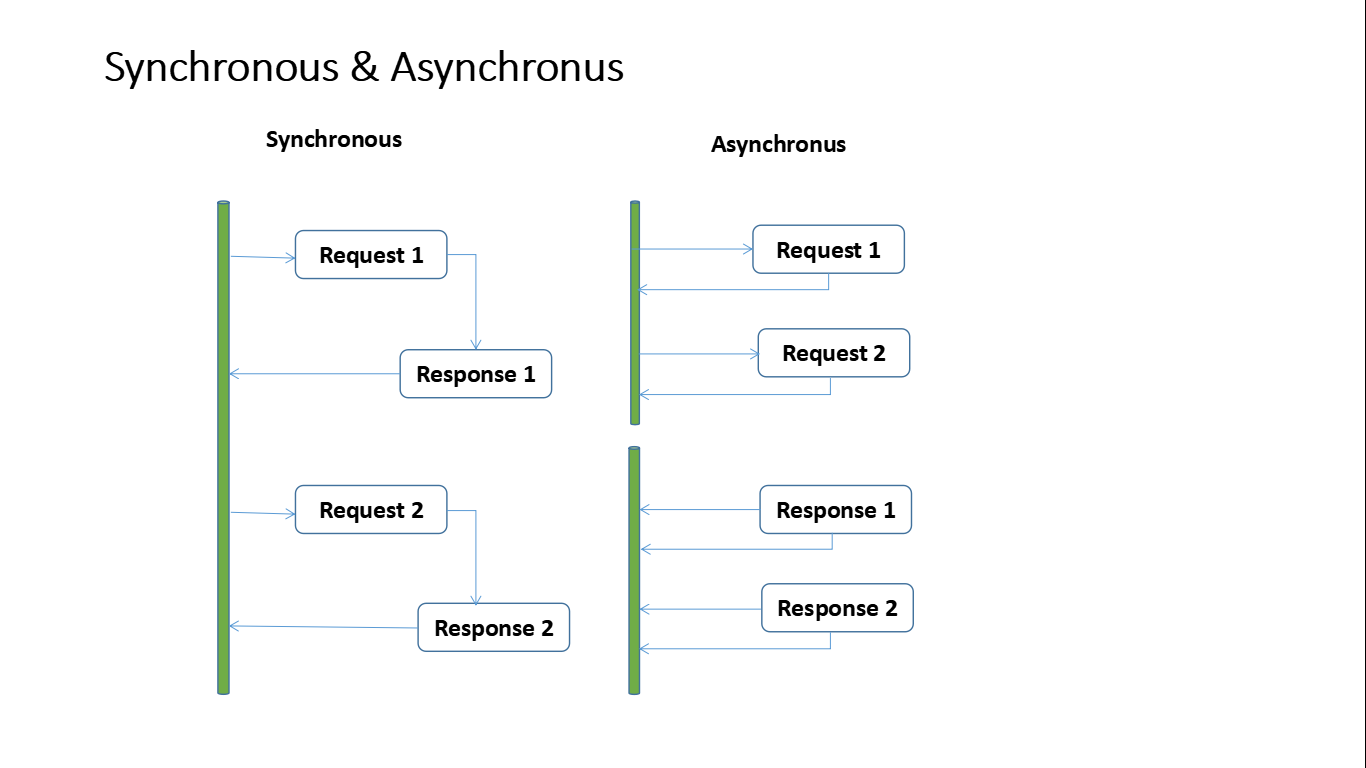 Synchronous & Asynchronus
Synchronous
Request 1
Response 1
Request 2
Response 2
Asynchronus
Request 1
Request 2
Response 1
Response 2